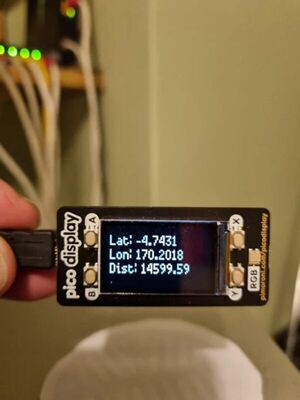 pico display
A
B
Lat: -4.7431
Lon: 170.2018
Dist: 14599.59
X
Y
RGB